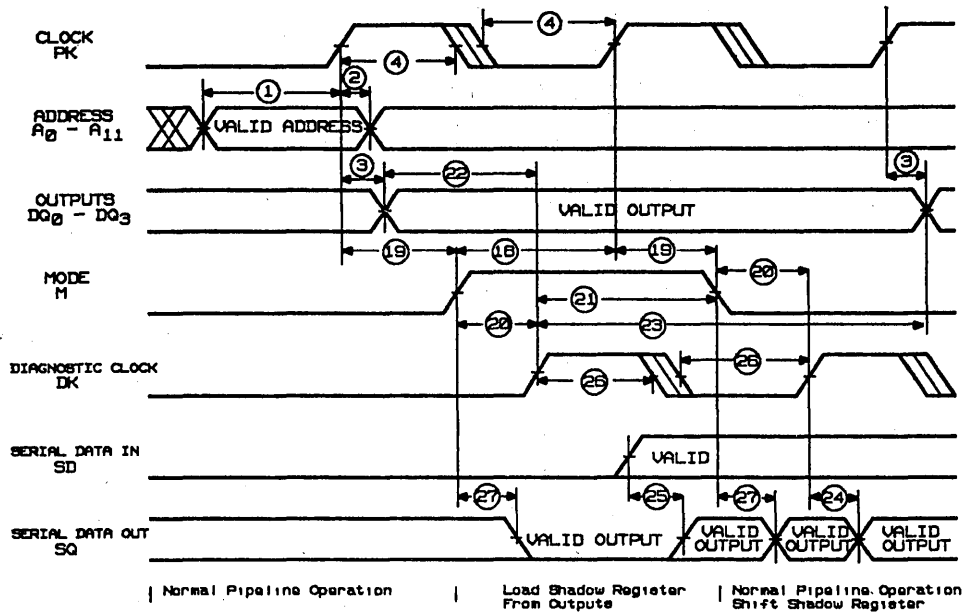 CLOCK
PK
④
④
①
②
ADDRESS
A0 - A11
VALID ADDRESS
③
㉒
③
OUTPUTS
DQ0 - DQ3
VALID OUTPUT
⑲
⑱
⑲
MODE
M
⑳
㉑
⑳
㉓
DIAGNOSTIC CLOCK
DK
㉖
㉖
SERIAL DATA IN
SD
VALID
㉗
㉕
㉗
㉔
SERIAL DATA OUT
SQ
VALID OUTPUT
VALID OUTPUT
VALID OUTPUT
VALID OUTPUT
Normal Pipeline Operation
Load Shadow Register
From Outputs
Normal Pipeline Operation
Shift Shadow Register